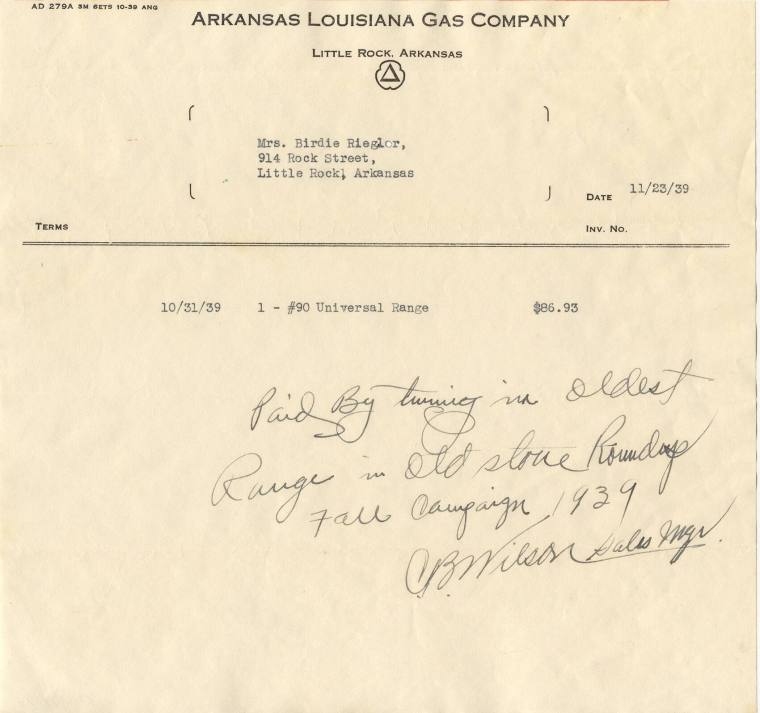 AD 279A 3M SETS 10-39 ANG
ARKANSAS LOUISIANA GAS COMPANY
LITTLE ROCK, ARKANSAS
Mrs. Birdie Rieglor,
914 Rock Street,
Little Rock, Arkansas
DATE 11/23/39
TERMS
INV. NO.
10/31/39 1 - #90 Universal Range $86.93
Paid By turning in oldest
Range in old stove Roundup
Fall Campaign 1939
C.B. Wilson Sales Mgr.